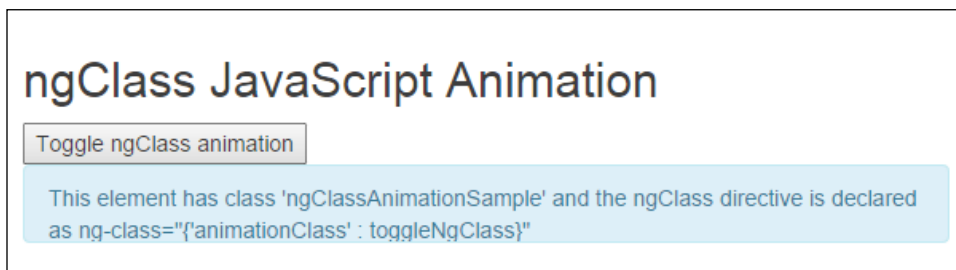 ngClass JavaScript Animation
Toggle ngClass animation
This element has class 'ngClassAnimationSample' and the ngClass directive is declared
as ng-class="{'animationClass' : toggleNgClass}"